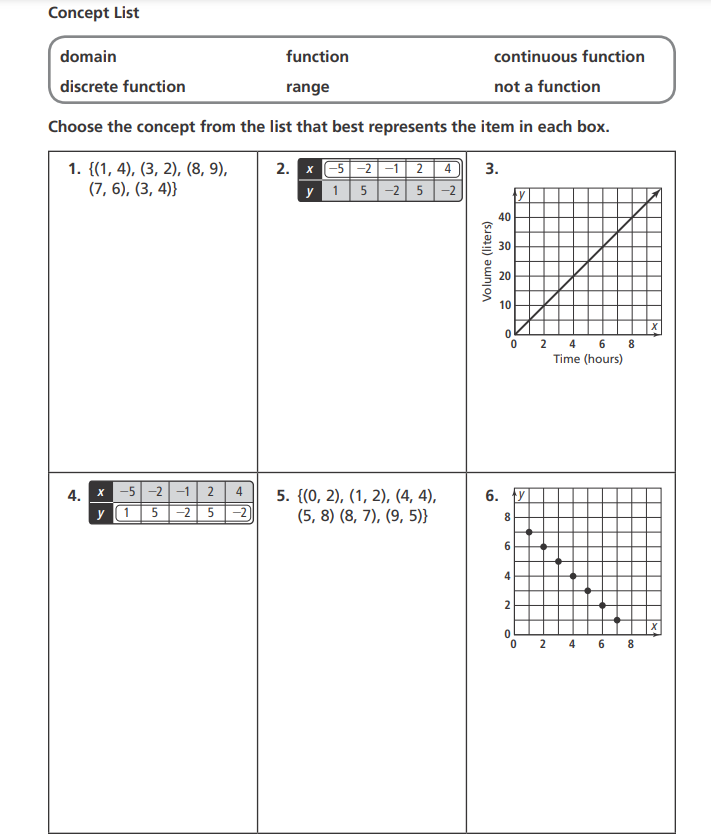 Concept List
domain function continuous function
discrete function range not a function
Choose the concept from the list that best represents the item in each box.
1. {(1, 4), (3, 2), (8, 9),
(7, 6), (3, 4)}
2. x −5 −2 −1 2 4
y 1 5 −2 5 −2
3.
y
40
30
20
10
0
x
0 2 4 6 8
Volume (liters)
Time (hours)
4. x −5 −2 −1 2 4
y 1 5 −2 5 −2
5. {(0, 2), (1, 2), (4, 4),
(5, 8) (8, 7), (9, 5)}
6.
y
8
6
4
2
0
x
0 2 4 6 8